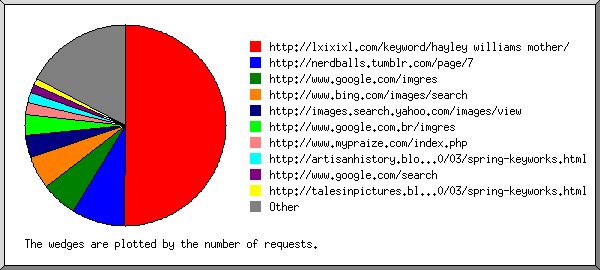 http://lxixixl.com/keyword/hayley williams mother/
http://nerdballs.tumblr.com/page/7
http://www.google.com/imgres
http://www.bing.com/images/search
http://images.search.yahoo.com/images/view
http://www.google.com.br/imgres
http://www.mypraize.com/index.php
http://artisanhistory.blo...0/03/spring-keyworks.html
http://www.google.com/search
http://talesinpictures.bl...0/03/spring-keyworks.html
Other
The wedges are plotted by the number of requests.